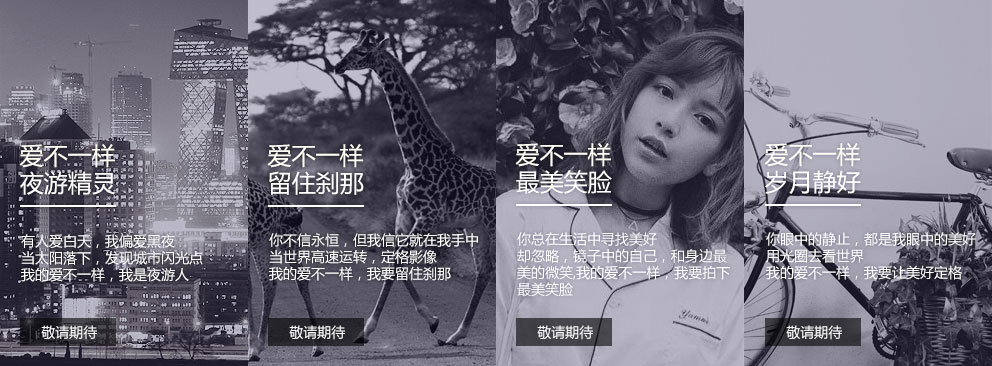 爱不一样
夜游精灵
有人爱白天，我偏爱黑夜
当太阳落下，发现城市闪光点
我的爱不一样，我是夜游人
敬请期待
爱不一样
留住刹那
你不信永恒，但我信它就在我手中
当世界高速运转，定格影像
我的爱不一样，我要留住刹那
敬请期待
爱不一样
最美笑脸
你总在生活中寻找美好
却忽略，镜子中的自己，和身边最
美的微笑,我的爱不一样，我要拍下
最美笑脸
敬请期待
爱不一样
岁月静好
你眼中的静止，都是我眼中的美好
用光圈去看世界
我的爱不一样，我要让美好定格
敬请期待